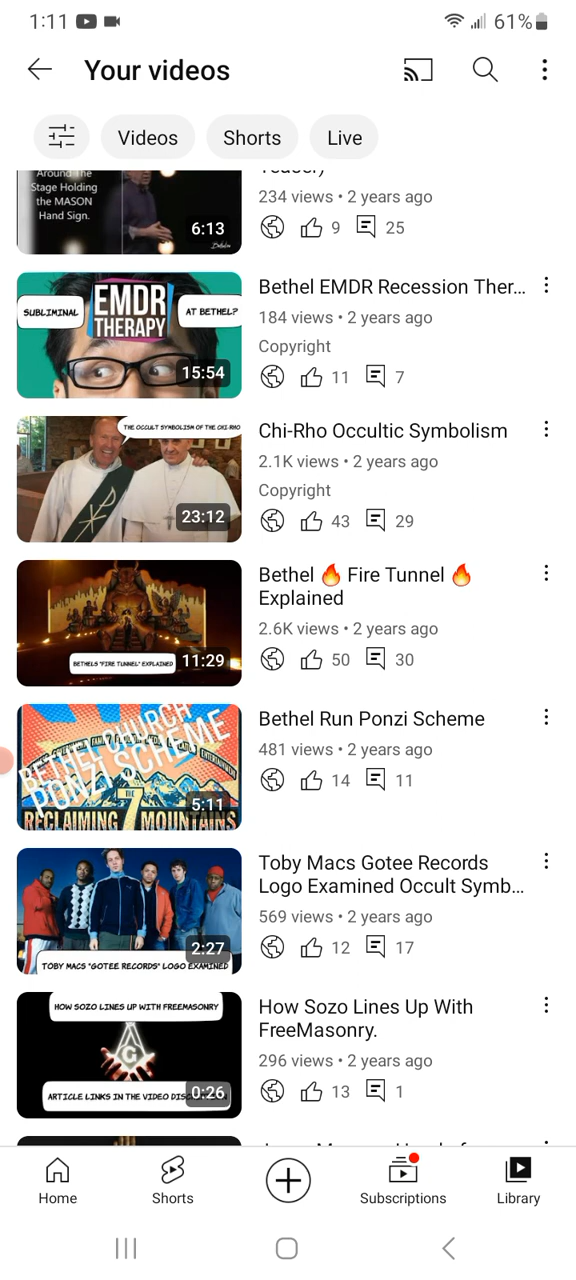 1:11
61%
Your videos
Videos
Shorts
Live
Around The
Stage Holding
the MASON
Hand Sign.
6:13
Bethel
Teaser)
234 views • 2 years ago
9
25
SUBLIMINAL
EMDR
THERAPY
AT BETHEL?
15:54
Bethel EMDR Recession Ther...
184 views • 2 years ago
Copyright
11
7
THE OCCULT SYMBOLISM OF THE CHI-RHO
23:12
Chi-Rho Occultic Symbolism
2.1K views • 2 years ago
Copyright
43
29
BETHELS "FIRE TUNNEL" EXPLAINED
11:29
Bethel 🔥 Fire Tunnel 🔥
Explained
2.6K views • 2 years ago
50
30
BETHEL CHURCH
PONZI SCHEME
THE
7
RECLAIMING MOUNTAINS
5:11
Bethel Run Ponzi Scheme
481 views • 2 years ago
14
11
2:27
TOBY MACS "GOTEE RECORDS" LOGO EXAMINED
Toby Macs Gotee Records
Logo Examined Occult Symb...
569 views • 2 years ago
12
17
HOW SOZO LINES UP WITH FREEMASONRY
G
ARTICLE LINKS IN THE VIDEO
0:26
How Sozo Lines Up With
FreeMasonry.
296 views • 2 years ago
13
1
Home
Shorts
Subscriptions
Library